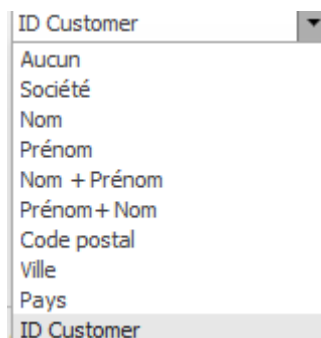 ID Customer
Aucun
Société
Nom
Prénom
Nom + Prénom
Prénom+ Nom
Code postal
Ville
Pays
ID Customer